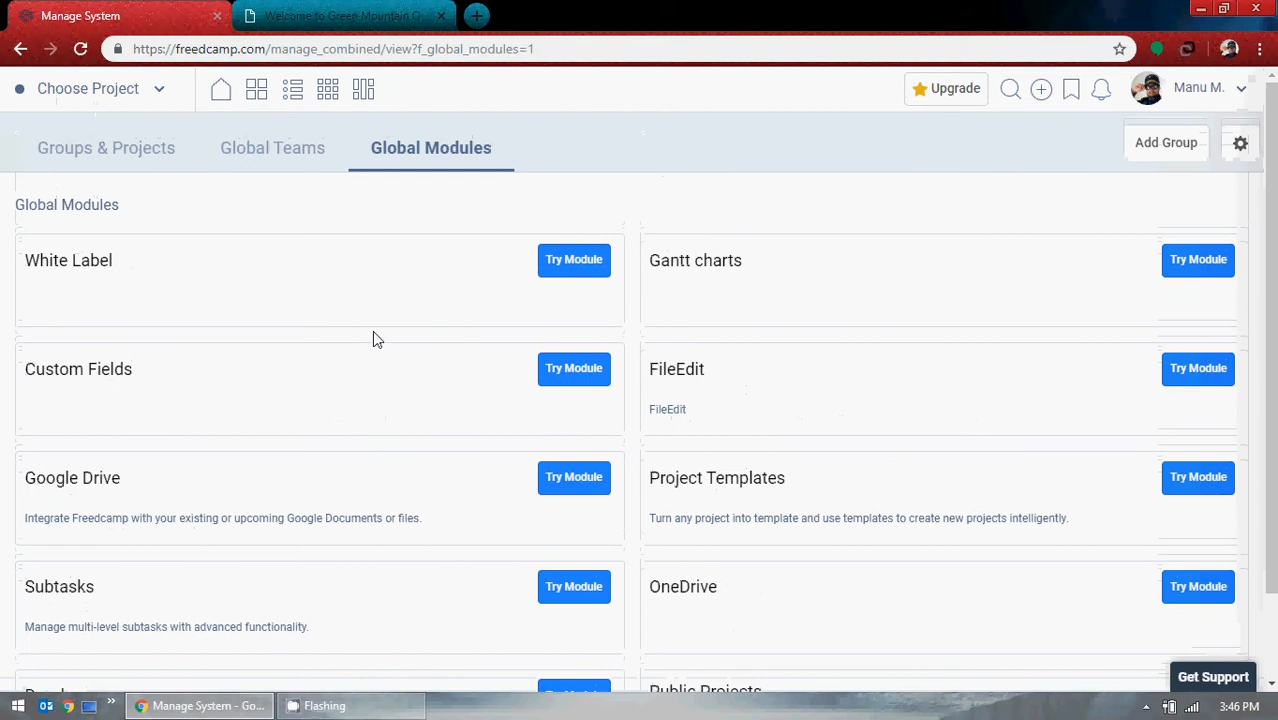 Manage System
Welcome to Green Mountain G
https://freedcamp.com/manage_combined/view?f_global_modules=1
Choose Project
Upgrade
Manu M.
Groups & Projects
Global Teams
Global Modules
Add Group
Global Modules
White Label
Try Module
Gantt charts
Try Module
Custom Fields
Try Module
FileEdit
Try Module
FileEdit
Google Drive
Try Module
Integrate Freedcamp with your existing or upcoming Google Documents or files.
Project Templates
Try Module
Turn any project into template and use templates to create new projects intelligently.
Subtasks
Try Module
Manage multi-level subtasks with advanced functionality.
OneDrive
Try Module
Public Projects
Get Support
Manage System - Go...
Flashing
3:46 PM